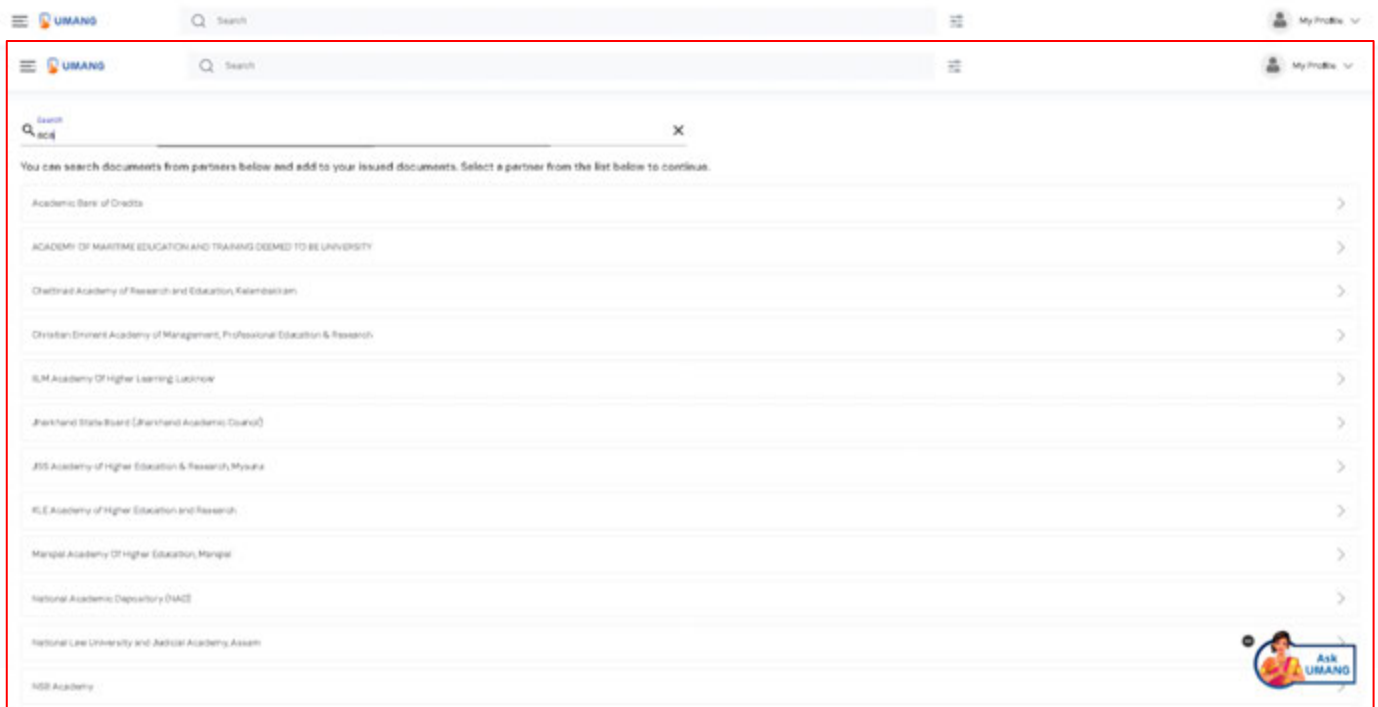 UMANG Search My Profile
UMANG Search My Profile
Search
aca
You can search documents from partners below and add to your issued documents. Select a partner from the list below to continue.
Academic Bank of Credits
ACADEMY OF MARITIME EDUCATION AND TRAINING DEEMED TO BE UNIVERSITY
Chettinad Academy of Research and Education, Kelambakkam
Christian Eminent Academy of Management, Professional Education & Research
Academy Of Higher Learning Lucknow
Jharkhand State Board (Jharkhand Academic Council)
JSS Academy of Higher Education & Research, Mysuru
KLE Academy of Higher Education and Research
Manipal Academy Of Higher Education, Manipal
National Academic Depository (NAD)
National Law University and Judicial Academy, Assam
Ask
UMANG
Academy